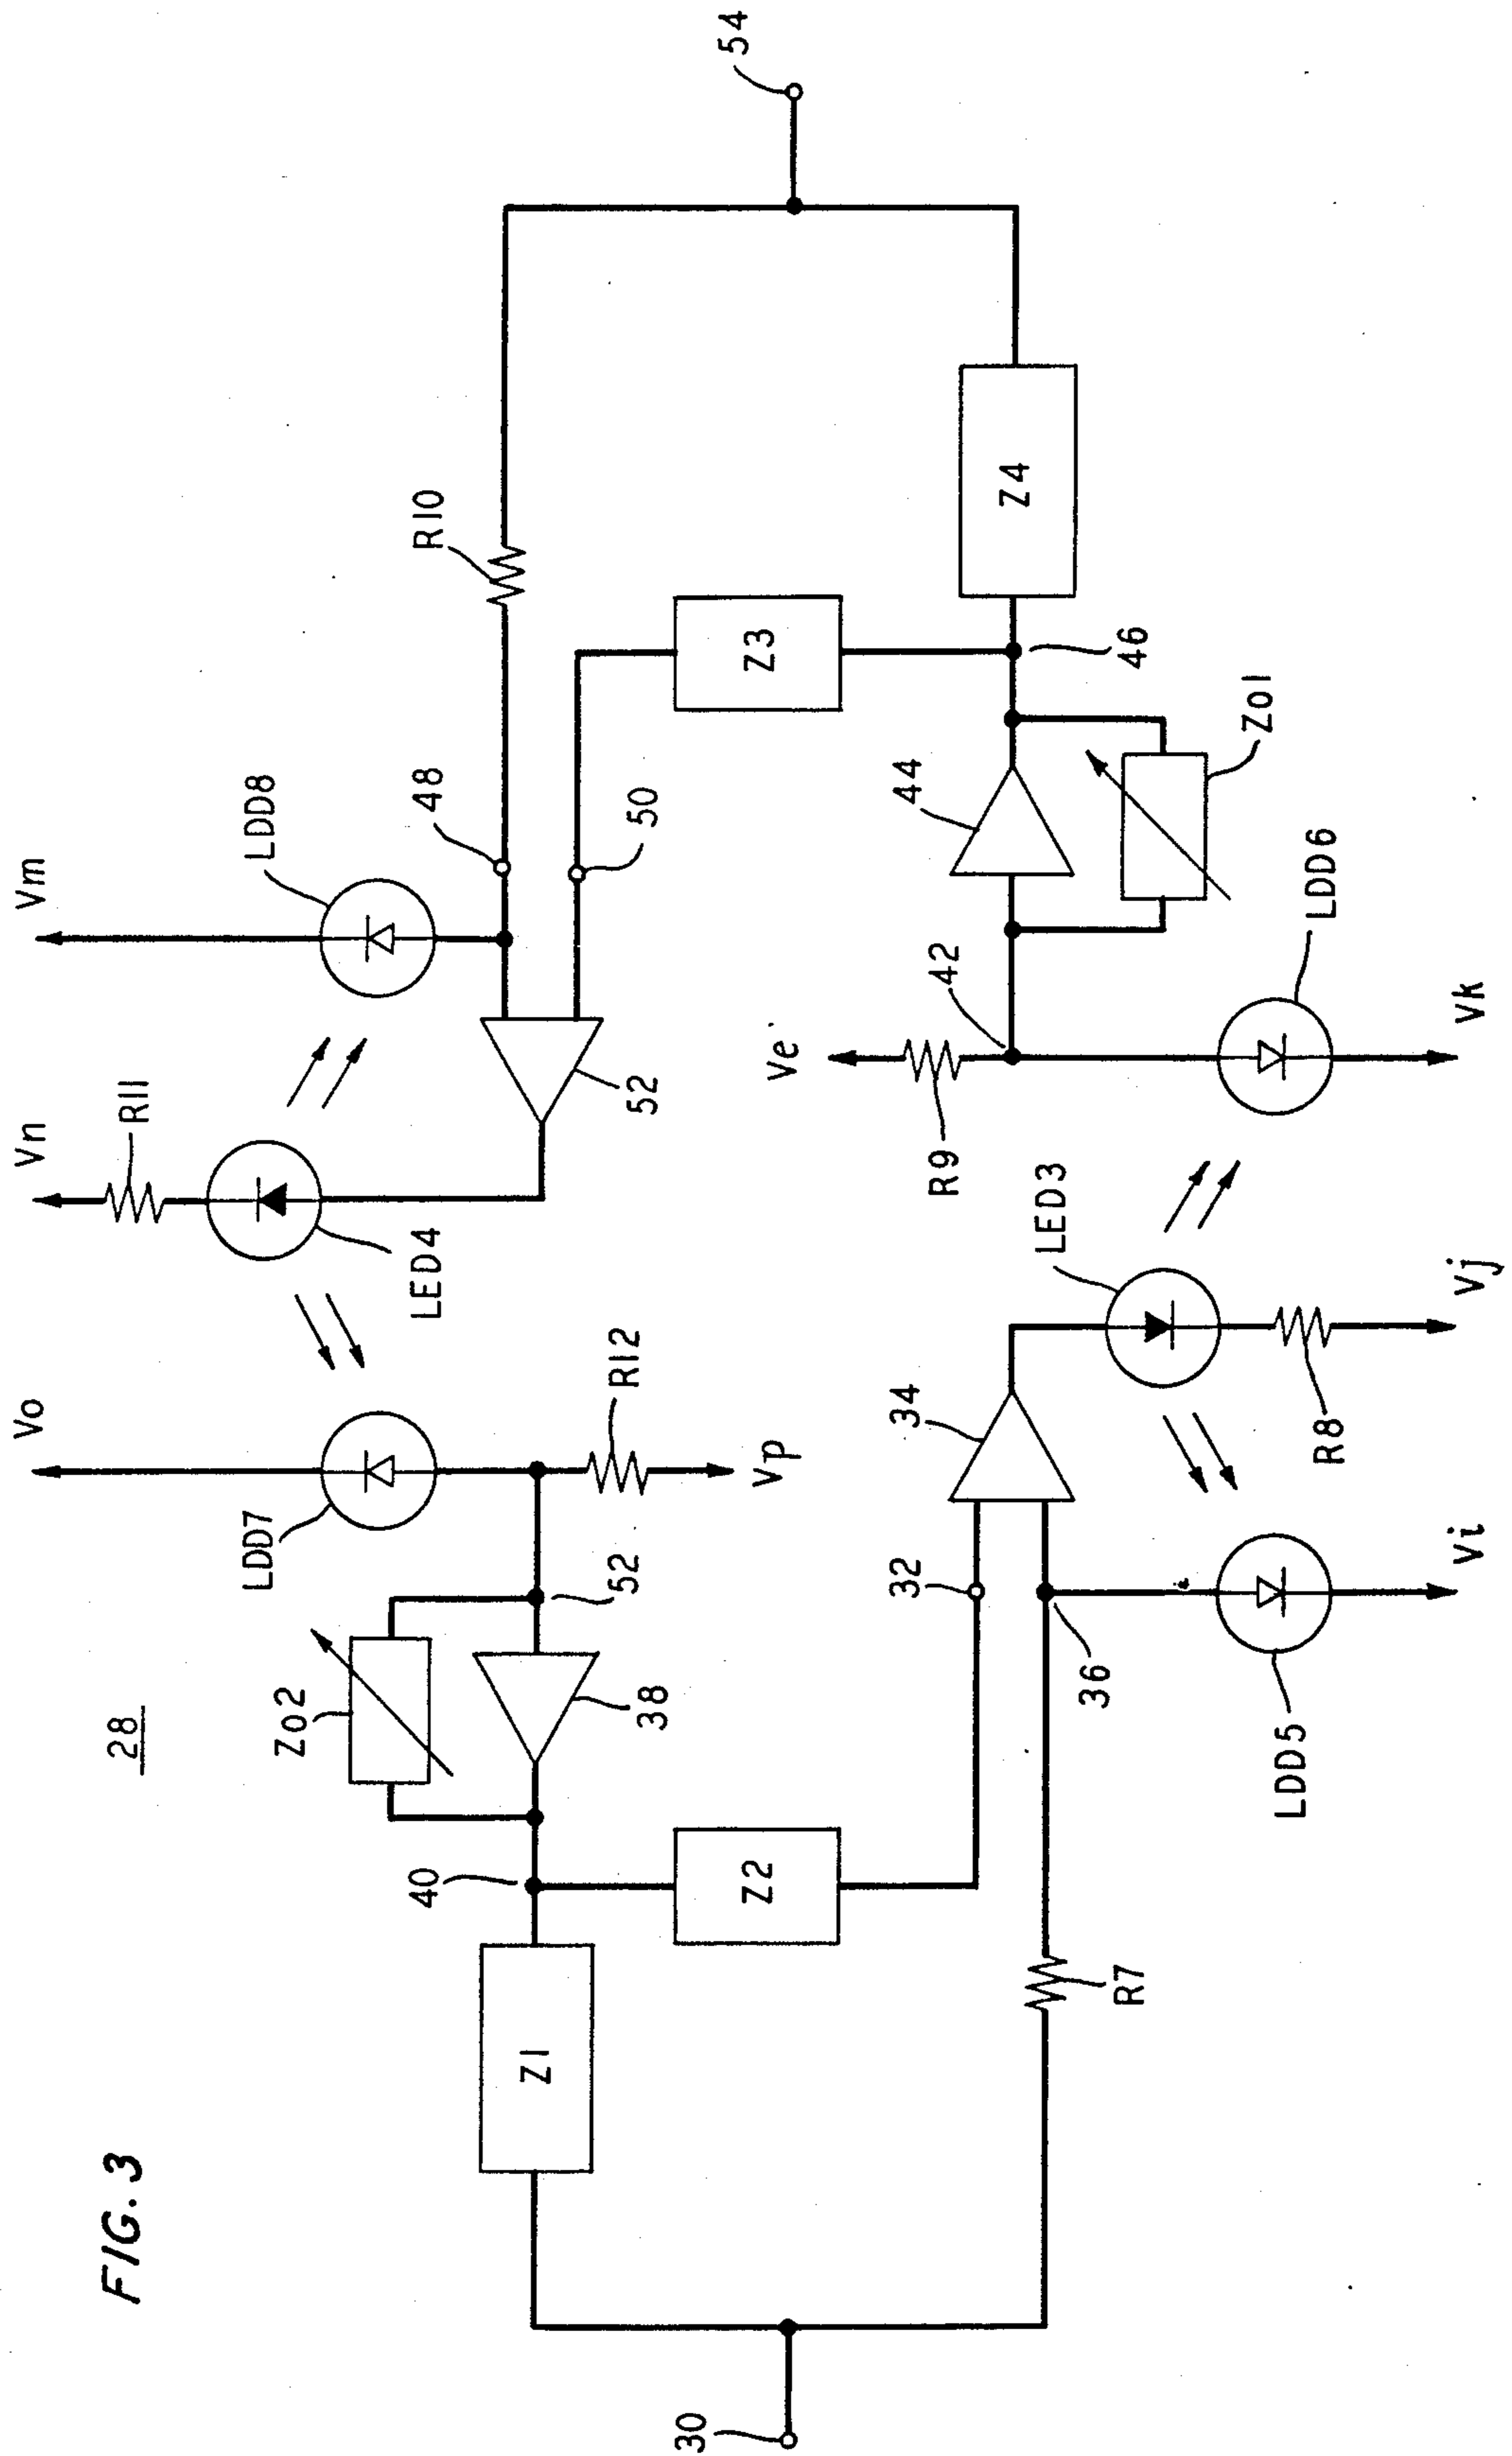 FIG. 3
28
Vo
Vn
Vm
R11
LDD7
LED4
LDD8
Zo2
52
R12
Vp
48
R10
54
40
38
52
50
Z1
Z2
Z3
30
32
34
Ve
R9
42
44
46
Z4
36
R7
LED3
Zo1
LDD5
R8
LDD6
Vi
Vj
Vk